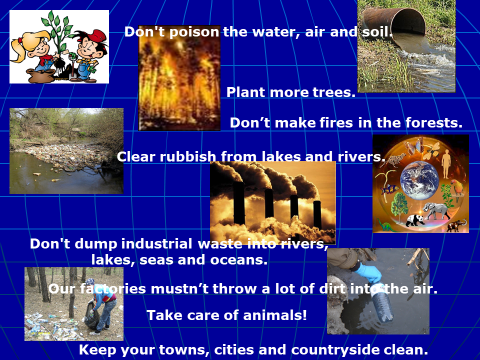 Don't poison the water, air and soil.
Plant more trees.
Don’t make fires in the forests.
Clear rubbish from lakes and rivers.
Don't dump industrial waste into rivers,
lakes, seas and oceans.
Our factories mustn’t throw a lot of dirt into the air.
Take care of animals!
Keep your towns, cities and countryside clean.